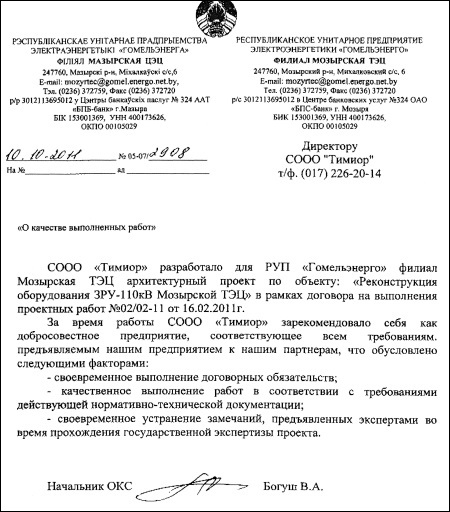 РЭСПУБЛІКАНСКАЕ УНІТАРНАЕ ПРАДПРЫЕМСТВА
ЭЛЕКТРАЭНЕРГЕТЫКІ «ГОМЕЛЬЭНЕРГА»
ФІЛІЯЛ МАЗЫРСКАЯ ЦЭЦ
247760, Мазырскі р-н, Міхалкаўскі с/с,6
E-mail: mozyrtec@gomel.energo.net.by,
Тэл. (0236) 372759, Факс (0236) 372720
р/р 3012113695012 у Цэнтры банкаўскіх паслуг № 324 ААТ
«БПБ-банк» г.Мазыра
БІК 153001369, УНН 400173626,
ОКПО 00105029
РЕСПУБЛИКАНСКОЕ УНИТАРНОЕ ПРЕДПРИЯТИЕ
ЭЛЕКТРОЭНЕРГЕТИКИ «ГОМЕЛЬЭНЕРГО»
ФИЛИАЛ МОЗЫРСКАЯ ТЭЦ
247760, Мозырский р-н, Михалковский с/с, 6
E-mail: mozyrtec@gomel.energo.net.by
Тел. (0236) 372759, Факс (0236) 372720
р/с 3012113695012 в Центре банковских услуг №324 ОАО
«БПС-банк» г. Мозыря
БИК 153001369, УНН 400173626,
ОКПО 00105029
10.10-2011 № 05-07/2908
На № ад
Директору
СООО "Тимиор"
т/ф. (017) 226-20-14
«О качестве выполненных работ»
СООО «Тимиор» разработало для РУП «Гомельэнерго» филиал
Мозырская ТЭЦ архитектурный проект по объекту: «Реконструкция
оборудования ЗРУ-110кВ Мозырской ТЭЦ» в рамках договора на выполнения
проектных работ №02/02-11 от 16.02.2011г.
За время работы СООО «Тимиор» зарекомендовало себя как
добросовестное предприятие, соответствующее всем требованиям.
предъявляемым нашим предприятием к нашим партнерам, что обусловлено
следующими факторами:
- своевременное выполнение договорных обязательств;
- качественное выполнение работ в соответствии с требованиями
действующей нормативно-технической документации;
- своевременное устранение замечаний, предъявленных экспертами во
время прохождения государственной экспертизы проекта.
Начальник ОКС Богуш В.А.